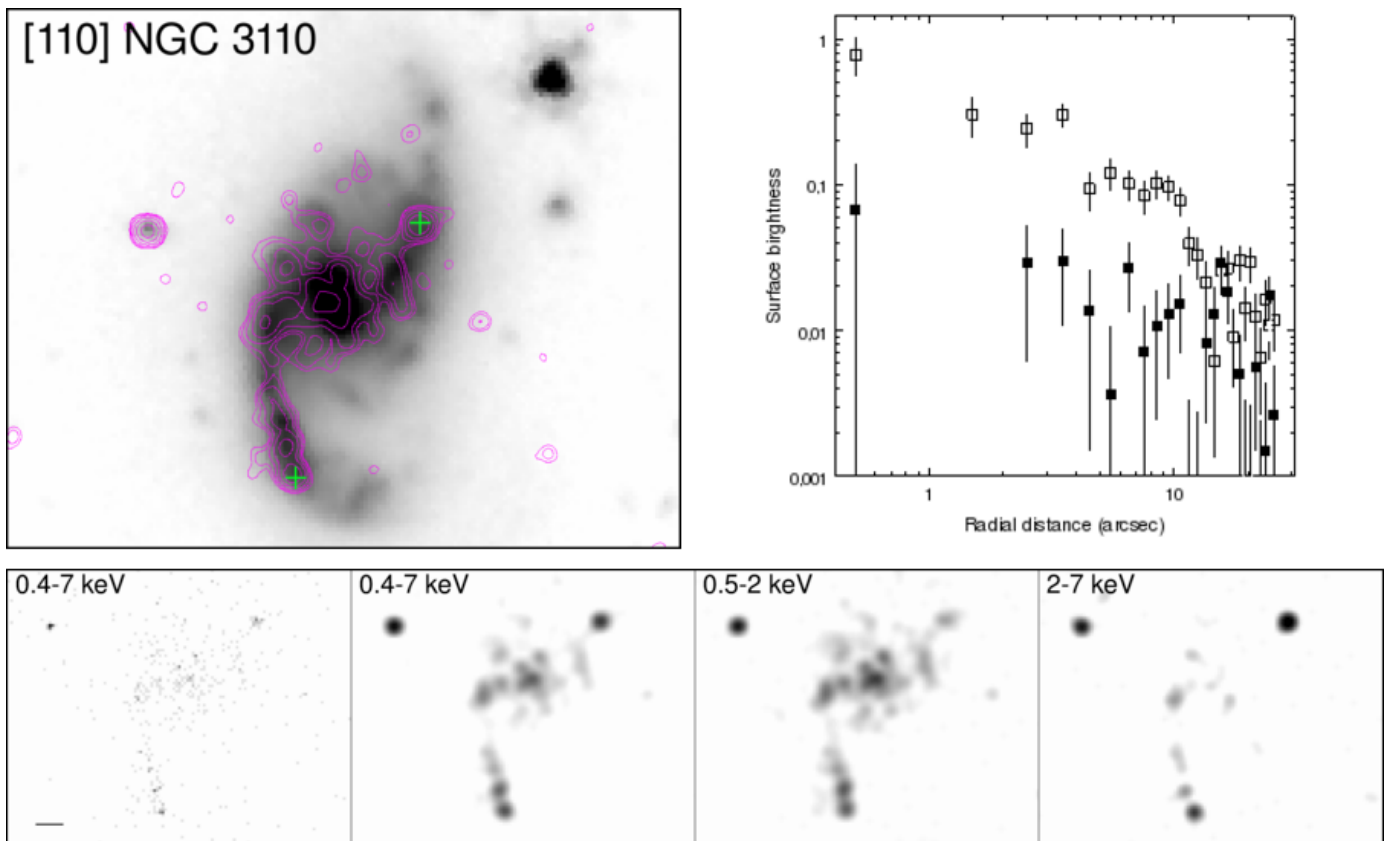 [110] NGC 3110
1
0,1
0,01
0,001
Surface birghtness
1
10
Radial distance (arcsec)
0.4-7 keV
0.4-7 keV
0.5-2 keV
2-7 keV